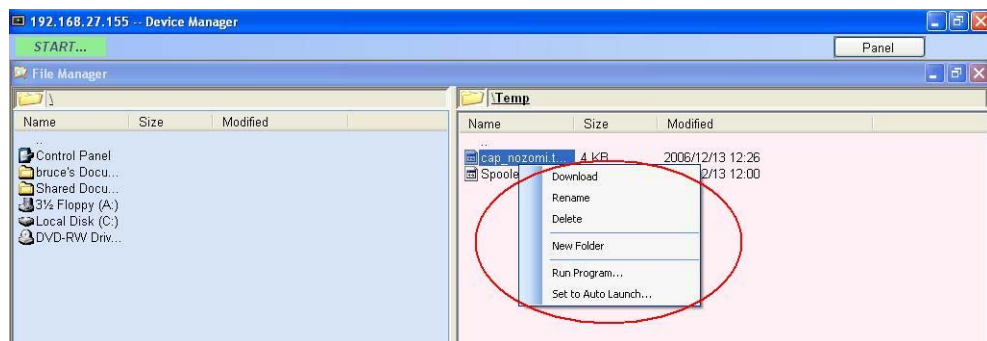 192.168.27.155 -- Device Manager
START...
Panel
File Manager
\
Name Size Modified
..
Control Panel
bruce's Docu...
Shared Docu...
3½ Floppy (A:)
Local Disk (C:)
DVD-RW Driv...
\Temp
Name Size Modified
..
cap_nozomi.t... 4 KB 2006/12/13 12:26
Spoole 2/13 12:00
Download
Rename
Delete
New Folder
Run Program...
Set to Auto Launch...